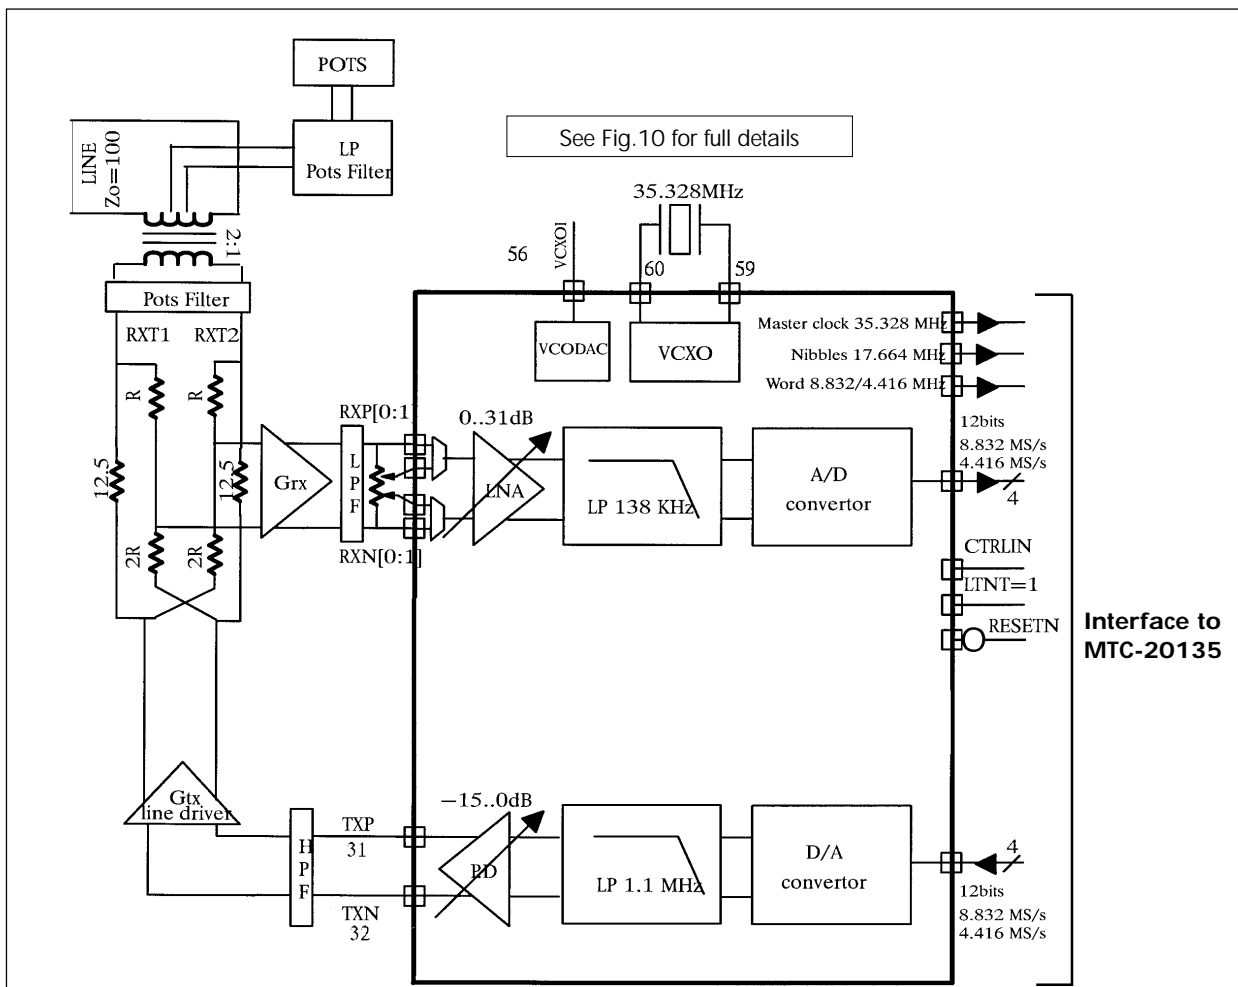 POTS
See Fig.10 for full details
LP
Pots Filter
LINE
Zo=100
2:1
35.328MHz
56
VCXOI
60
59
Pots Filter
RXT1
RXT2
VCODAC
VCXO
Master clock 35.328 MHz
Nibbles 17.664 MHz
Word 8.832/4.416 MHz
R
R
RXP[0:1]
0..31dB
12bits
8.832 MS/s
4.416 MS/s
4
12.5
12.5
Grx
L
P
F
LNA
LP 138 KHz
A/D
convertor
2R
2R
RXN[0:1]
CTRLIN
LTNT=1
RESETN
Interface to
MTC-20135
Gtx
line driver
H
P
F
TXP
31
TXN
32
−15..0dB
PD
LP 1.1 MHz
D/A
convertor
4
12bits
8.832 MS/s
4.416 MS/s